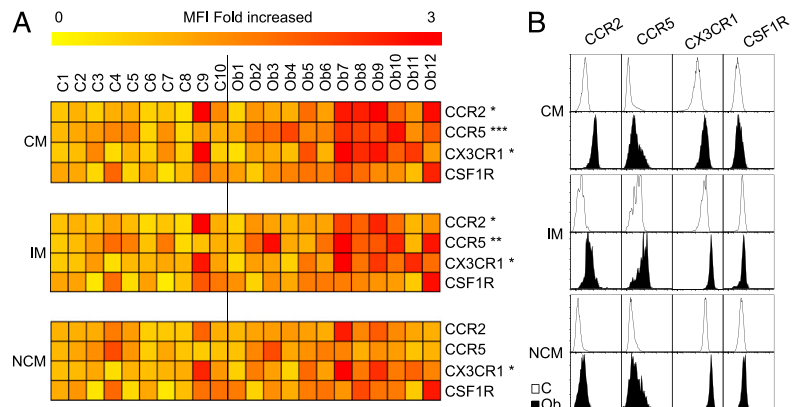 A
0 MFI Fold increased 3
C1 C2 C3 C4 C5 C6 C7 C8 C9 C10 Ob1 Ob2 Ob3 Ob4 Ob5 Ob6 Ob7 Ob8 Ob9 Ob10 Ob11 Ob12
CM
CCR2 *
CCR5 ***
CX3CR1 *
CSF1R
IM
CCR2 *
CCR5 **
CX3CR1 *
CSF1R
NCM
CCR2
CCR5
CX3CR1 *
CSF1R
B
CCR2 CCR5 CX3CR1 CSF1R
CM
IM
NCM
C
Ob